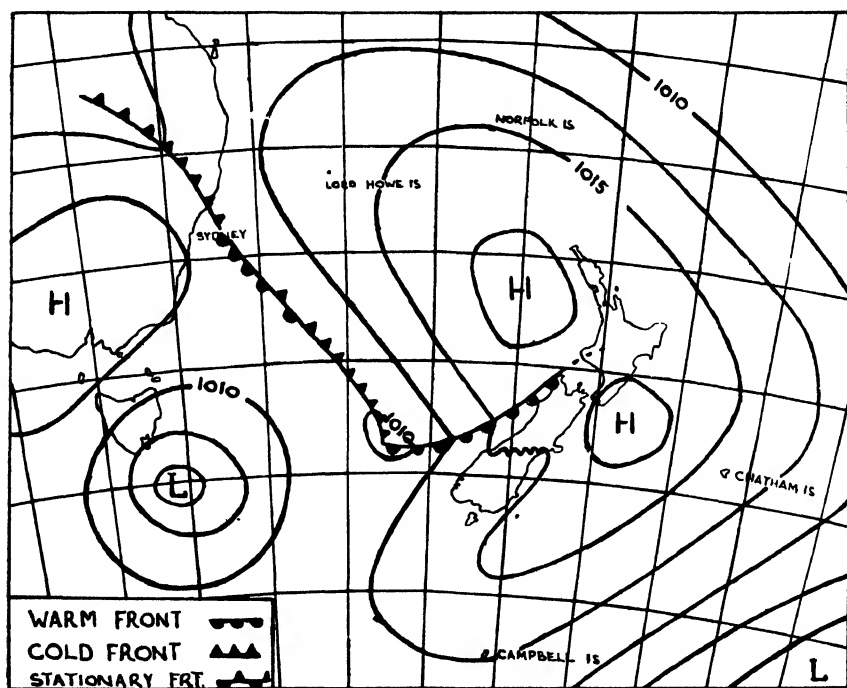 1010
NORFOLK IS
1015
LORD HOWE IS
SYDNEY
H
H
1010
1010
H
L
CHATHAM IS
CAMPBELL IS
L
WARM FRONT
COLD FRONT
STATIONARY FRT.